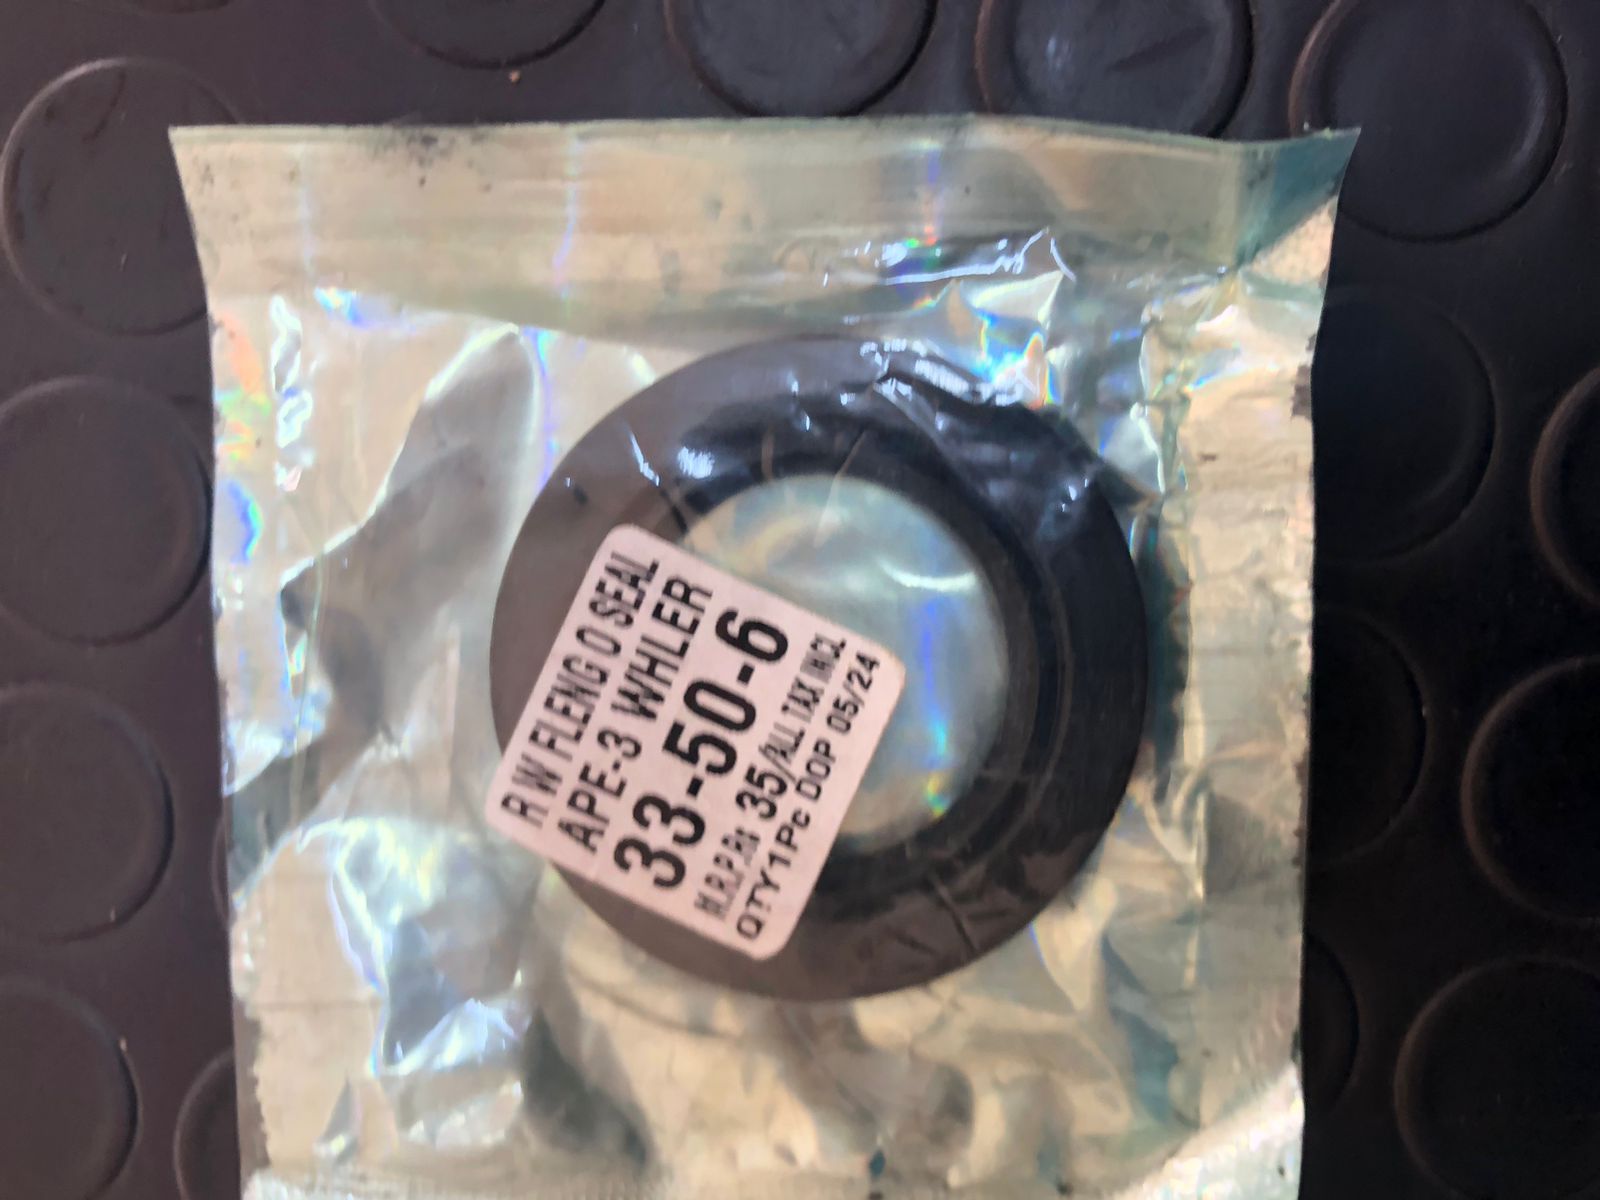 R W FLENG O SEAL
APE-3 WHLER
33-50-6
M.R.P.Rs 35/ALL TAX INCL
QTY1Pc DOP 05/24